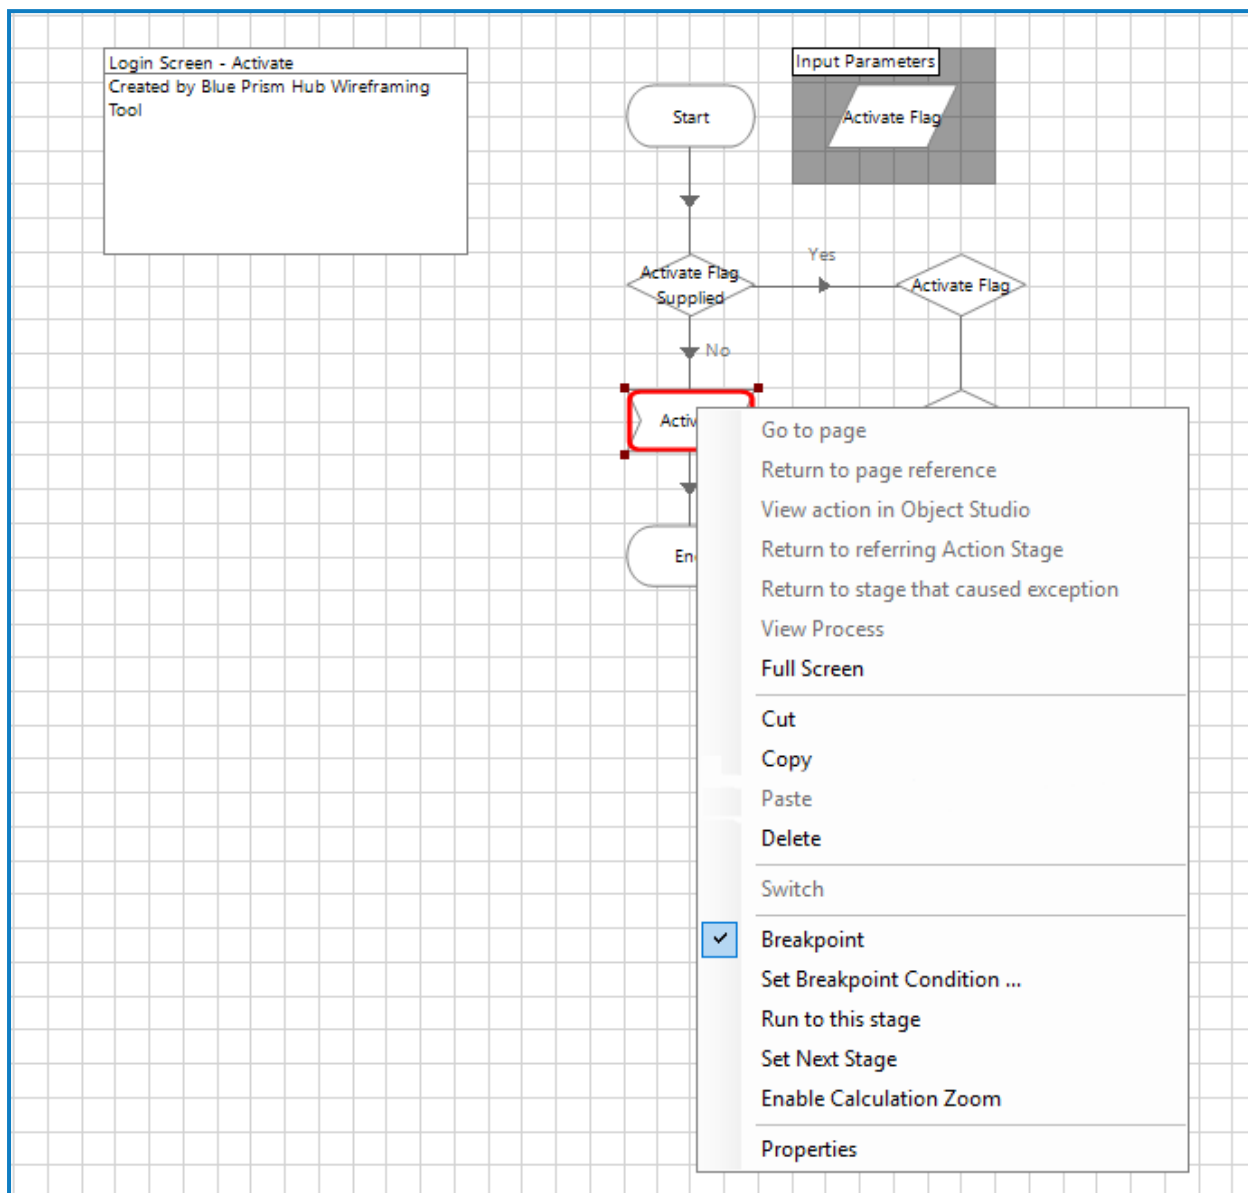 Login Screen - Activate
Created by Blue Prism Hub Wireframing
Tool
Input Parameters
Start
Activate Flag
Yes
Activate Flag
Supplied
Activate Flag
No
Go to page
Return to page reference
View action in Object Studio
Return to referring Action Stage
Return to stage that caused exception
View Process
Full Screen
Cut
Copy
Paste
Delete
Switch
Breakpoint
Set Breakpoint Condition ...
Run to this stage
Set Next Stage
Enable Calculation Zoom
Properties